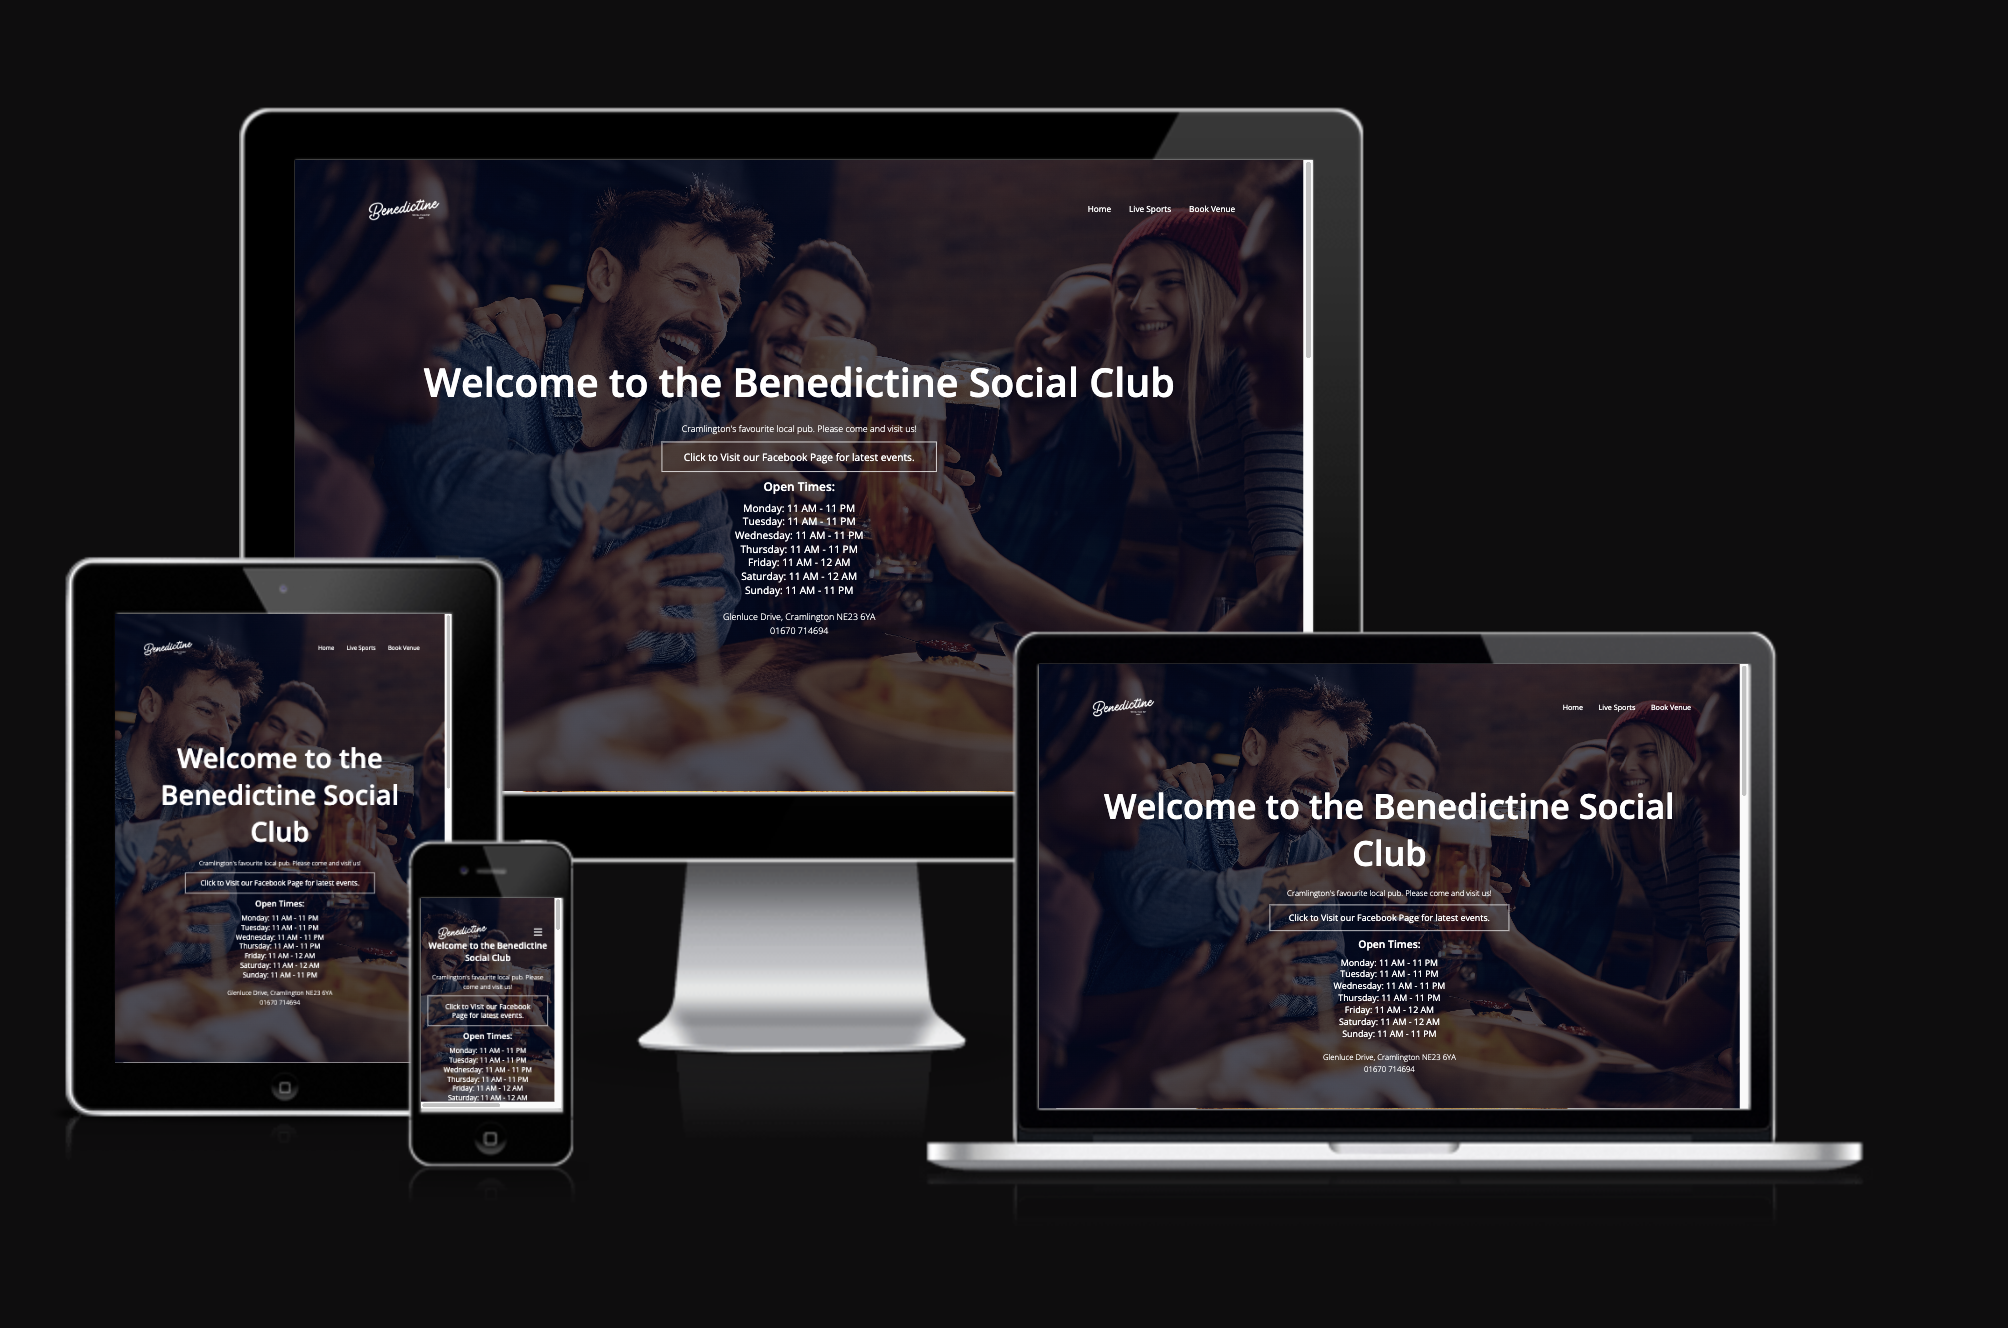 Benedictine
Home Live Sports Book Venue
Welcome to the Benedictine Social Club
Cramlington's favourite local pub. Please come and visit us!
Click to Visit our Facebook Page for latest events.
Open Times:
Monday: 11 AM - 11 PM
Tuesday: 11 AM - 11 PM
Wednesday: 11 AM - 11 PM
Thursday: 11 AM - 11 PM
Friday: 11 AM - 12 AM
Saturday: 11 AM - 12 AM
Sunday: 11 AM - 11 PM
Glenluce Drive, Cramlington NE23 6YA
01670 714694
Benedictine
Home Live Sports Book Venue
Welcome to the
Benedictine Social
Club
Cramlington's favourite local pub. Please come and visit us!
Click to Visit our Facebook Page for latest events.
Open Times:
Monday: 11 AM - 11 PM
Tuesday: 11 AM - 11 PM
Wednesday: 11 AM - 11 PM
Thursday: 11 AM - 11 PM
Friday: 11 AM - 12 AM
Saturday: 11 AM - 12 AM
Sunday: 11 AM - 11 PM
Glenluce Drive, Cramlington NE23 6YA
01670 714694
Benedictine
Welcome to the Benedictine
Social Club
Cramlington's favourite local pub. Please
come and visit us!
Click to Visit our Facebook
Page for latest events.
Open Times:
Monday: 11 AM - 11 PM
Tuesday: 11 AM - 11 PM
Wednesday: 11 AM - 11 PM
Thursday: 11 AM - 11 PM
Friday: 11 AM - 12 AM
Saturday: 11 AM - 12 AM
Benedictine
Home Live Sports Book Venue
Welcome to the Benedictine Social
Club
Cramlington's favourite local pub. Please come and visit us!
Click to Visit our Facebook Page for latest events.
Open Times:
Monday: 11 AM - 11 PM
Tuesday: 11 AM - 11 PM
Wednesday: 11 AM - 11 PM
Thursday: 11 AM - 11 PM
Friday: 11 AM - 12 AM
Saturday: 11 AM - 12 AM
Sunday: 11 AM - 11 PM
Glenluce Drive, Cramlington NE23 6YA
01670 714694